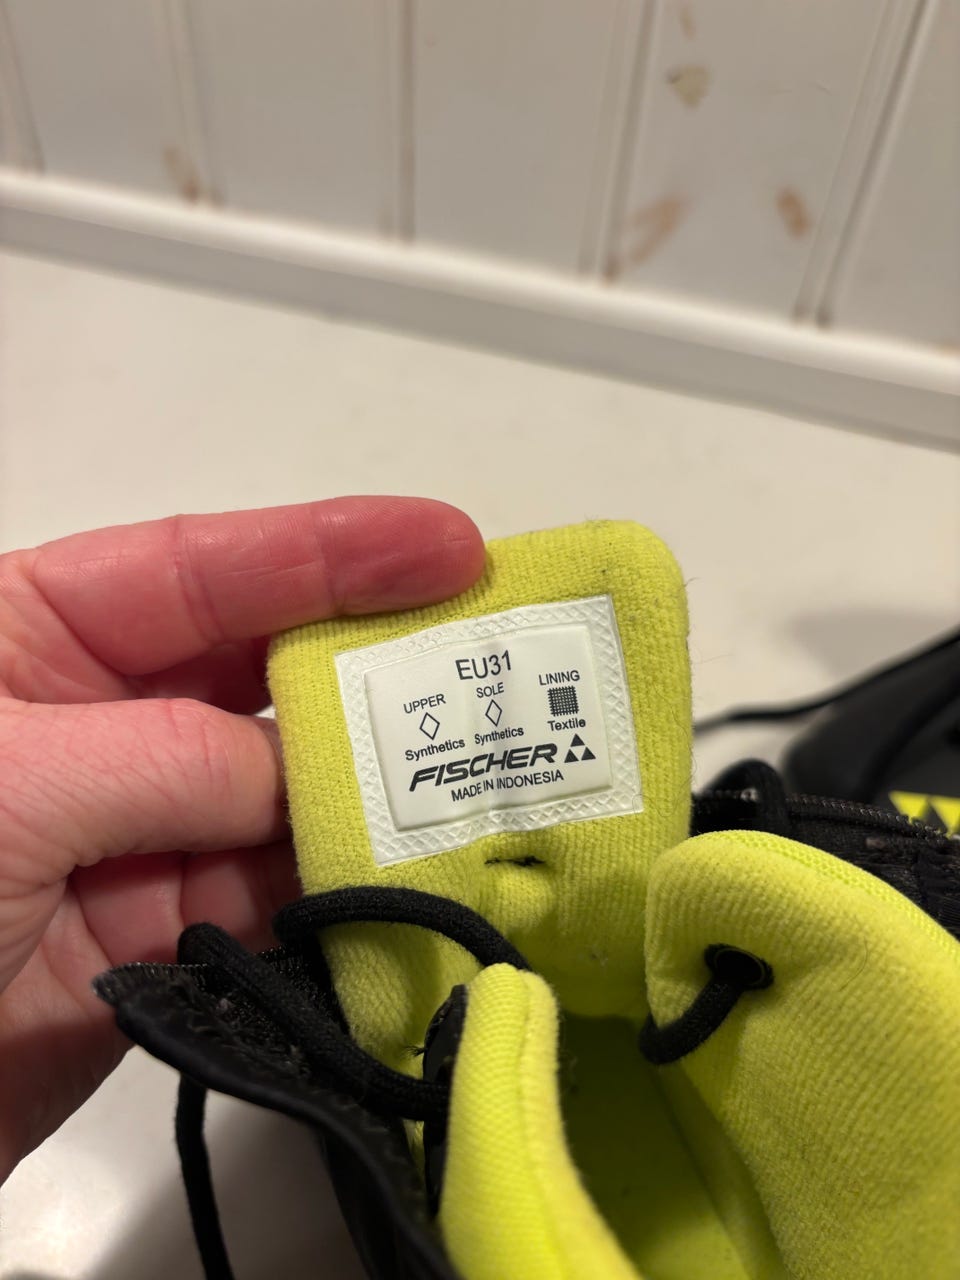 EU31
UPPER SOLE LINING
Synthetics Synthetics Textile
FISCHER
MADE IN INDONESIA